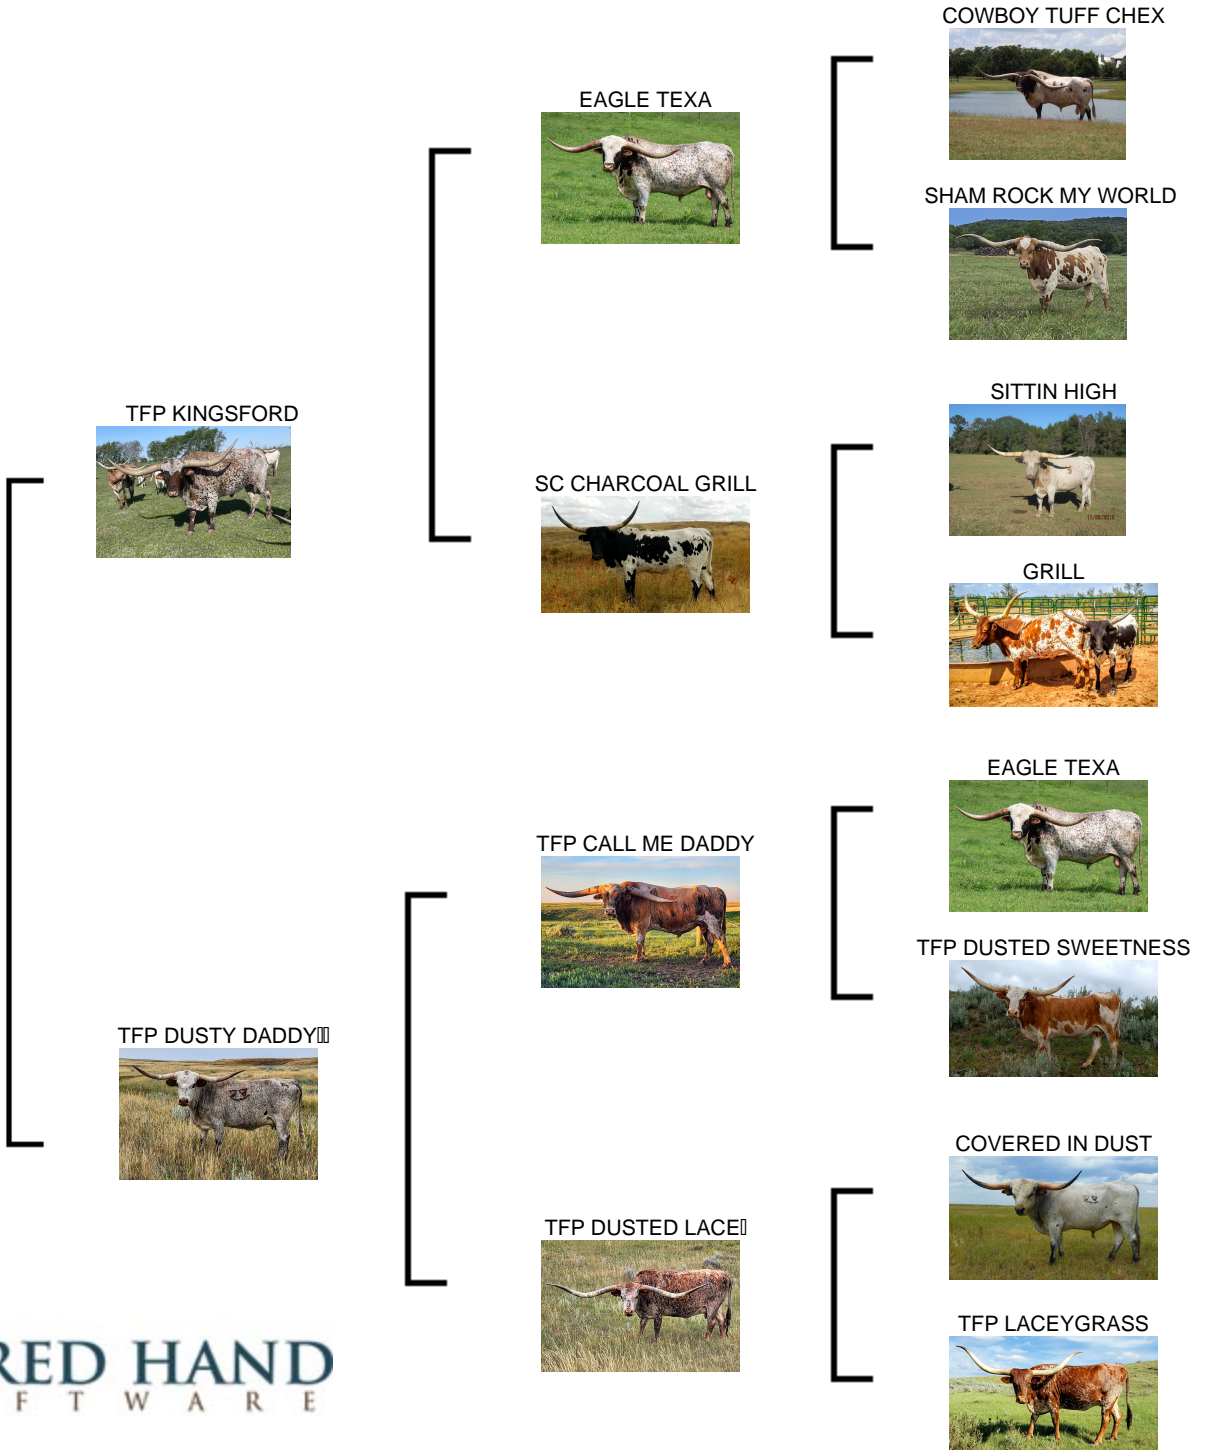 COWBOY TUFF CHEX
EAGLE TEXA
SHAM ROCK MY WORLD
SITTIN HIGH
TFP KINGSFORD
SC CHARCOAL GRILL
GRILL
EAGLE TEXA
TFP CALL ME DADDY
TFP DUSTED SWEETNESS
TFP DUSTY DADDY▯▯
COVERED IN DUST
TFP DUSTED LACE▯
TFP LACEYGRASS
RED HAND
F T W A R E